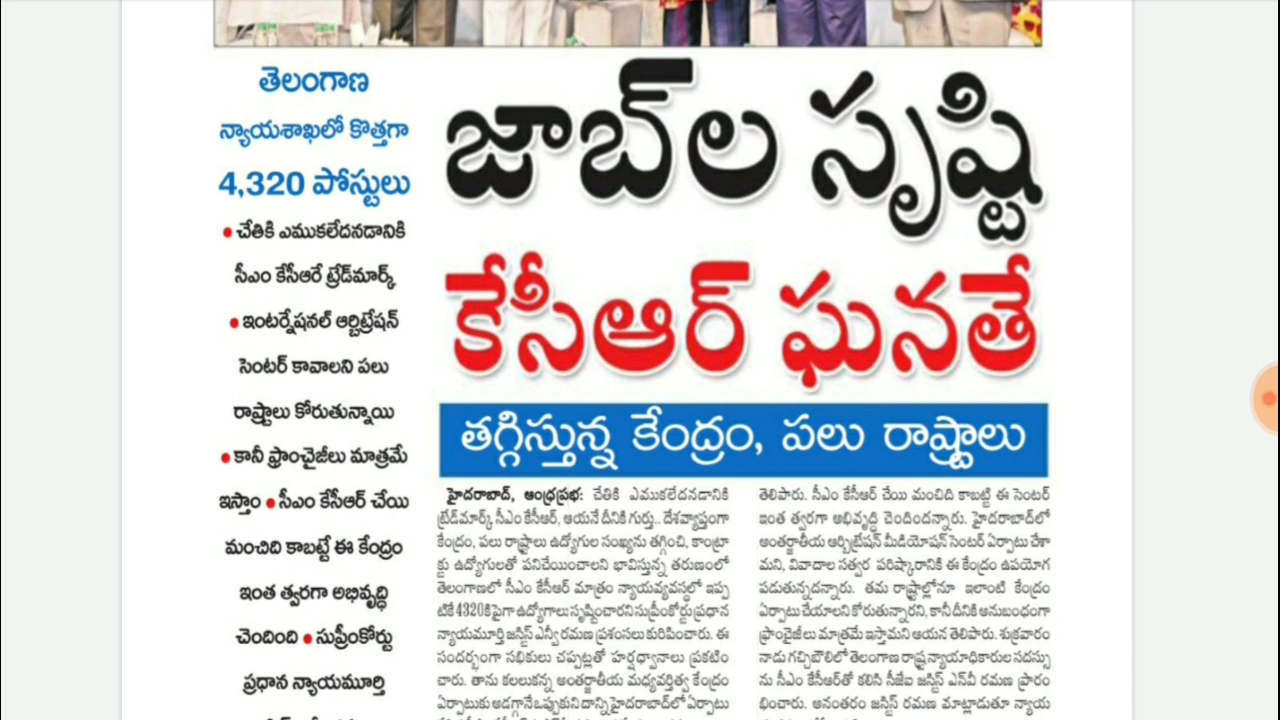 తెలంగాణ
న్యాయశాఖలో కొత్తగా
4,320 పోస్టులు
• చేతికి ఎముకలేదనడానికి
సీఎం కేసీఆరే ట్రేడ్‌మార్క్
• ఇంటర్నేషనల్ ఆర్బిట్రేషన్
సెంటర్ కావాలని పలు
రాష్ట్రాలు కోరుతున్నాయి
• కానీ ఫ్రాంచైజీలు మాత్రమే
ఇస్తాం • సీఎం కేసీఆర్ చేయి
మంచిది కాబట్టే ఈ కేంద్రం
ఇంత త్వరగా అభివృద్ధి
చెందింది • సుప్రీంకోర్టు
ప్రధాన న్యాయమూర్తి
జాబ్‌ల సృష్టి
కేసీఆర్ ఘనతే
తగ్గిస్తున్న కేంద్రం, పలు రాష్ట్రాలు
హైదరాబాద్, ఆంధ్రప్రభ: చేతికి ఎముకలేదనడానికి
ట్రేడ్‌మార్క్ సీఎం కేసీఆర్, ఆయనే దీనికి గుర్తు.. దేశవ్యాప్తంగా
కేంద్రం, పలు రాష్ట్రాలు ఉద్యోగుల సంఖ్యను తగ్గించి, కాంట్రా
క్టు ఉద్యోగులతో పనిచేయించాలని భావిస్తున్న తరుణంలో
తెలంగాణలో సీఎం కేసీఆర్ మాత్రం న్యాయవ్యవస్థలో ఇప్ప
టికే 4320కి పైగా ఉద్యోగాలు సృష్టించారని సుప్రీంకోర్టు ప్రధాన
న్యాయమూర్తి జస్టిస్ ఎన్వీ రమణ ప్రశంసలు కురిపించారు. ఈ
సందర్భంగా సభికులు చప్పట్లతో హర్షధ్వానాలు ప్రకటిం
చారు. తాను కలలుకన్న అంతర్జాతీయ మధ్యవర్తిత్వ కేంద్రం
ఏర్పాటుకు అడగ్గానే ఒప్పుకుని దాన్ని హైదరాబాద్‌లో ఏర్పాటు
తెలిపారు. సీఎం కేసీఆర్ చేయి మంచిది కాబట్టి ఈ సెంటర్
ఇంత త్వరగా అభివృద్ధి చెందిందన్నారు. హైదరాబాద్‌లో
అంతర్జాతీయ ఆర్బిట్రేషన్ మీడియేషన్ సెంటర్ ఏర్పాటు చేశా
మని, వివాదాల సత్వర పరిష్కారానికి ఈ కేంద్రం ఉపయోగ
పడుతున్నదన్నారు. తమ రాష్ట్రాల్లోనూ ఇలాంటి కేంద్రం
ఏర్పాటు చేయాలని కోరుతున్నారని, కానీ దీనికి అనుబంధంగా
ఫ్రాంచైజీలు మాత్రమే ఇస్తామని ఆయన తెలిపారు. శుక్రవారం
నాడు గచ్చిబౌలిలో తెలంగాణ రాష్ట్ర న్యాయాధికారుల సదస్సు
ను సీఎం కేసీఆర్‌తో కలిసి సీజేఐ జస్టిస్ ఎన్‌వీ రమణ ప్రారం
భించారు. అనంతరం జస్టిస్ రమణ మాట్లాడుతూ న్యాయ